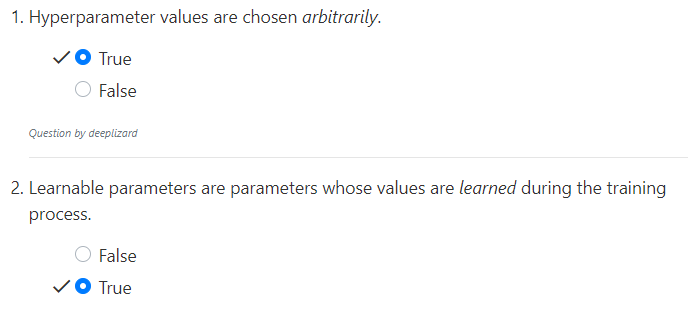 1. Hyperparameter values are chosen arbitrarily.
True
False
Question by deeplizard
2. Learnable parameters are parameters whose values are learned during the training
process.
False
True